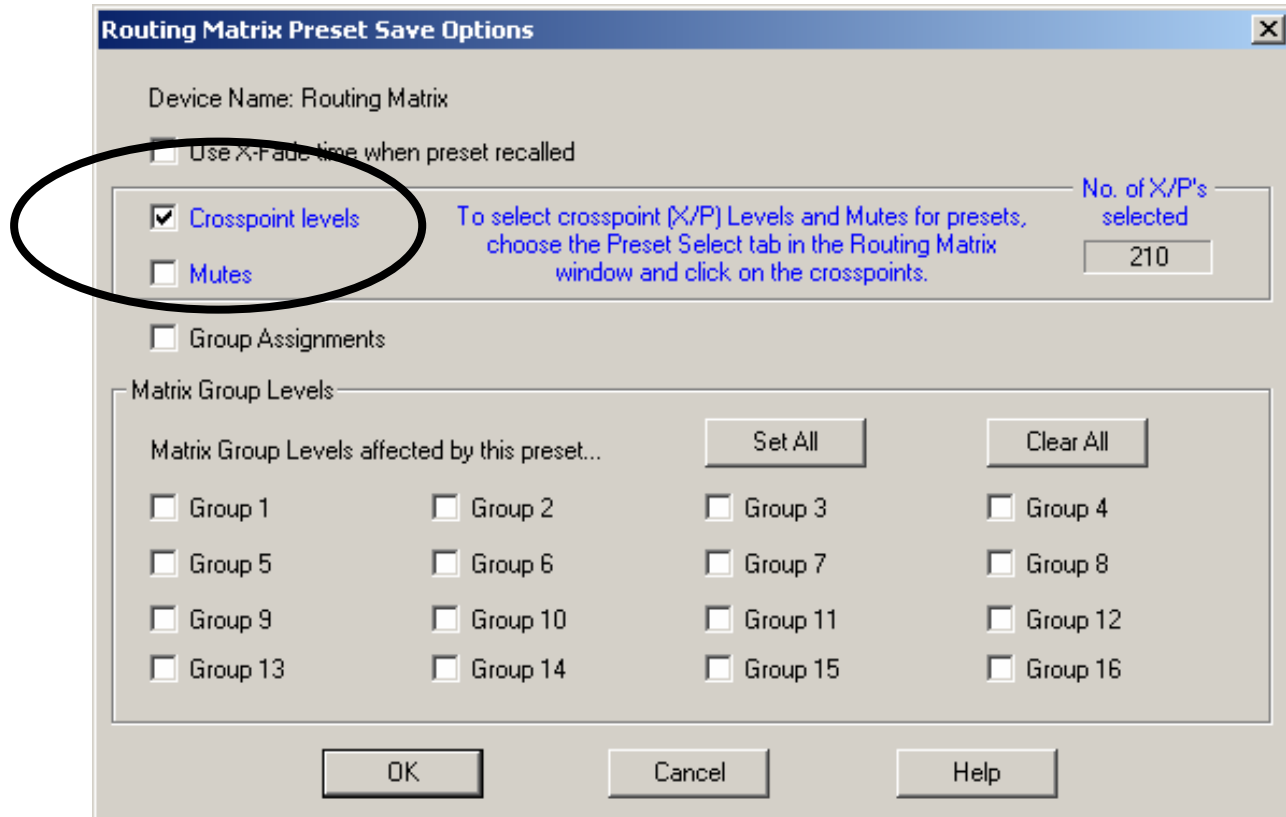 Routing Matrix Preset Save Options
Device Name: Routing Matrix
Use X-Fade time when preset recalled
No. of X/P's
selected
210
Crosspoint levels
Mutes
To select crosspoint (X/P) Levels and Mutes for presets,
choose the Preset Select tab in the Routing Matrix
window and click on the crosspoints.
Group Assignments
Matrix Group Levels
Matrix Group Levels affected by this preset...
Set All
Clear All
Group 1
Group 2
Group 3
Group 4
Group 5
Group 6
Group 7
Group 8
Group 9
Group 10
Group 11
Group 12
Group 13
Group 14
Group 15
Group 16
OK
Cancel
Help